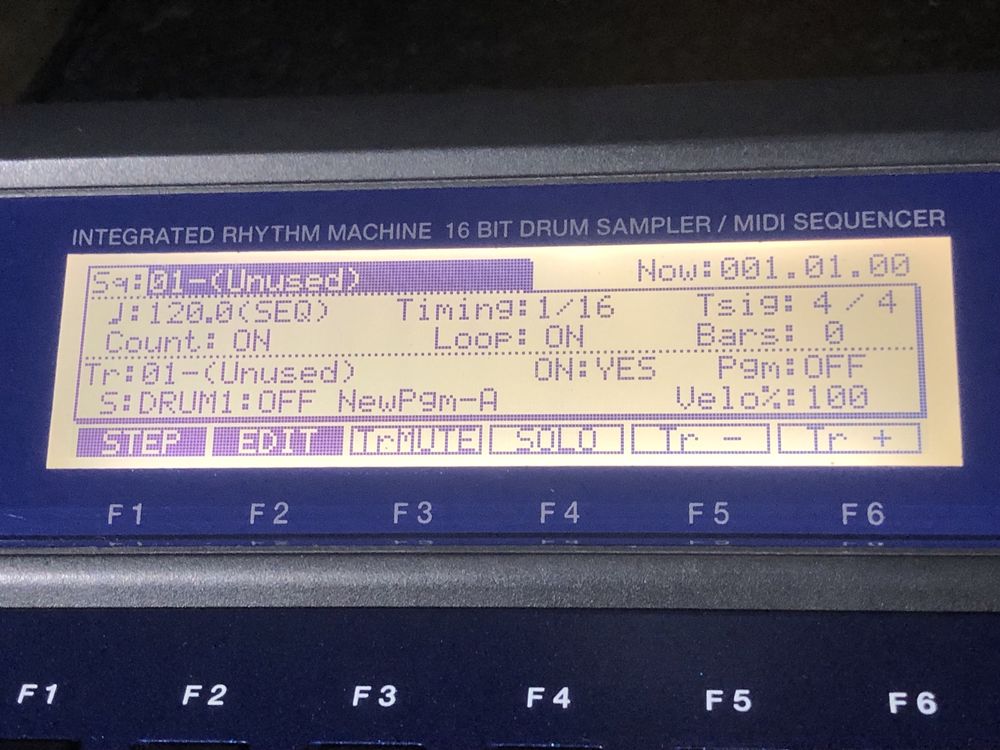 INTEGRATED RHYTHM MACHINE 16 BIT DRUM SAMPLER / MIDI SEQUENCER
Sq:01-(Unused) Now:001.01.00
♩:120.0(SEQ) Timing:1/16 Tsig: 4 / 4
Count: ON Loop: ON Bars: 0
Tr:01-(Unused) ON:YES Pgm:OFF
S:DRUM1:OFF NewPgm-A Velo%:100
STEP EDIT TrMUTE SOLO Tr - Tr +
F1 F2 F3 F4 F5 F6
F1 F2 F3 F4 F5 F6